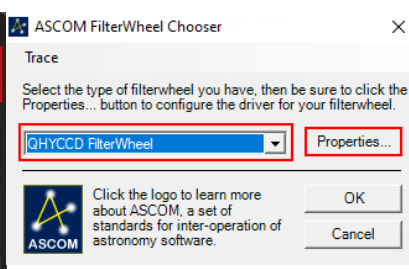 ASCOM FilterWheel Chooser
Trace
Select the type of filterwheel you have, then be sure to click the
Properties... button to configure the driver for your filterwheel.
QHYCCD FilterWheel
Properties...
Click the logo to learn more
about ASCOM, a set of
standards for inter-operation of
astronomy software.
ASCOM
OK
Cancel